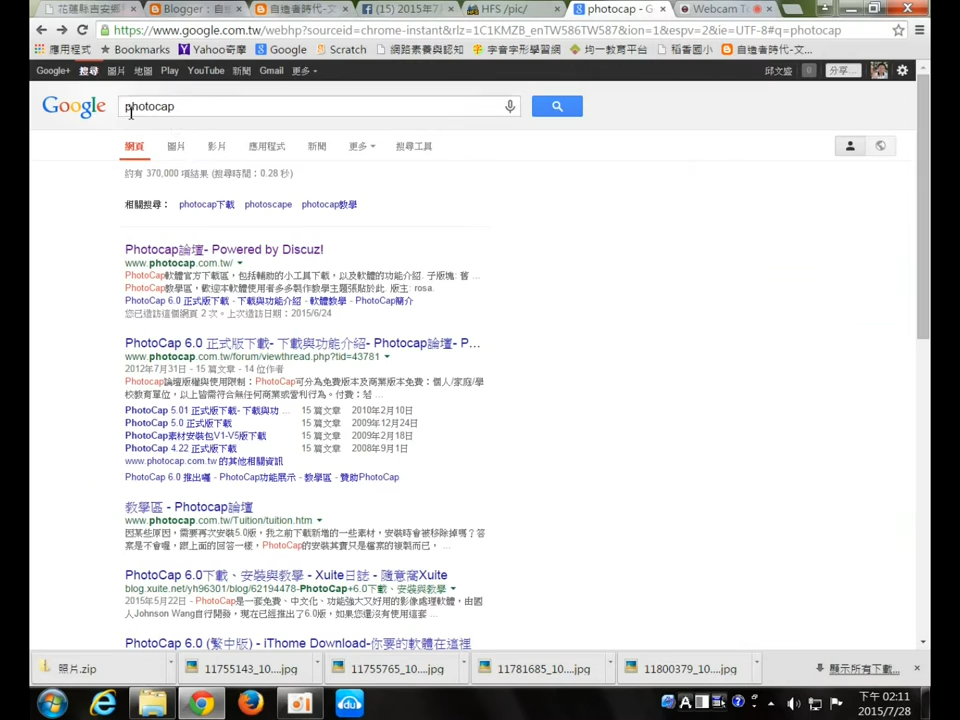 花蓮縣吉安鄉
Blogger：自
自造者時代-文
(15) 2015年7
HFS /pic/
photocap - G
Webcam T
https://www.google.com.tw/webhp?sourceid=chrome-instant&rlz=1C1KMZB_enTW586TW587&ion=1&espv=2&ie=UTF-8#q=photocap
應用程式 Bookmarks Yahoo奇摩 Google Scratch 網路素養與認知 字音字形學習網 均一教育平台 稻香國小 自造者時代-文...
Google+ 搜尋 圖片 地圖 Play YouTube 新聞 Gmail 更多
邱文盛 0 分享...
Google photocap
網頁 圖片 影片 應用程式 新聞 更多 搜尋工具
約有 370,000 項結果 (搜尋時間：0.28 秒)
相關搜尋： photocap下載 photoscape photocap教學
Photocap論壇- Powered by Discuz!
www.photocap.com.tw/
PhotoCap軟體官方下載區，包括輔助的小工具下載，以及軟體的功能介紹. 子版塊: 舊 ...
PhotoCap教學區，歡迎本軟體使用者多多製作教學主題張貼於此. 版主: rosa.
PhotoCap 6.0 正式版下載 - 下載與功能介紹 - 軟體教學 - PhotoCap簡介
您已造訪這個網頁 2 次。上次造訪日期：2015/6/24
PhotoCap 6.0 正式版下載- 下載與功能介紹- Photocap論壇- P...
www.photocap.com.tw/forum/viewthread.php?tid=43781
2012年7月31日 - 15 篇文章 - 14 位作者
Photocap論壇版權與使用限制：PhotoCap可分為免費版本及商業版本免費：個人/家庭/學
校教育單位，以上皆需符合無任何商業或營利行為。付費：若 ...
PhotoCap 5.01 正式版下載- 下載與功 ... 15 篇文章 2010年2月10日
PhotoCap 5.0 正式版下載 15 篇文章 2009年12月24日
PhotoCap素材安裝包V1-V5版下載 15 篇文章 2009年2月18日
PhotoCap 4.22 正式版下載 15 篇文章 2008年9月1日
www.photocap.com.tw 的其他相關資訊
PhotoCap 6.0 推出囉 - PhotoCap功能展示 - 教學區 - 贊助PhotoCap
教學區 - Photocap論壇
www.photocap.com.tw/Tuition/tuition.htm
因某些原因，需要再次安裝5.0版，我之前下載新增的一些素材，安裝時會被移除掉嗎？答
案是不會喔，跟上面的回答一樣，PhotoCap的安裝其實只是檔案的複製而已， ...
PhotoCap 6.0下載、安裝與教學 - Xuite日誌 - 隨意窩Xuite
blog.xuite.net/yh96301/blog/62194478-PhotoCap+6.0下載、安裝與教學
2015年5月22日 - PhotoCap是一套免費、中文化、功能強大又好用的影像處理軟體，由國
人Johnson Wang自行開發，現在已經推出了6.0版，如果您還沒有使用這套 ...
PhotoCap 6.0 (繁中版) - iThome Download-你要的軟體在這裡
照片.zip
11755143_10....jpg
11755765_10....jpg
11781685_10....jpg
11800379_10....jpg
顯示所有下載...
下午 02:11
2015/7/28